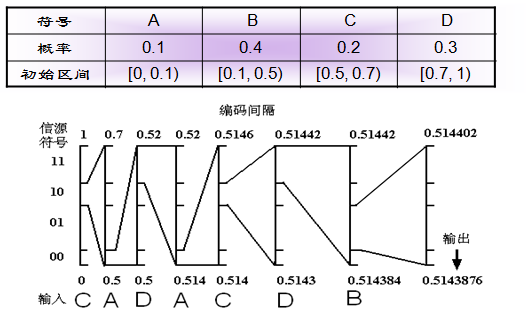 符号 A B C D
概率 0.1 0.4 0.2 0.3
初始区间 [0, 0.1) [0.1, 0.5) [0.5, 0.7) [0.7, 1)
编码间隔
信源 1 0.7 0.52 0.52 0.5146 0.51442 0.51442 0.514402
符号
11
10
01
00
输出
0 0.5 0.5 0.514 0.514 0.5143 0.514384 0.5143876
输入 C A D A C D B